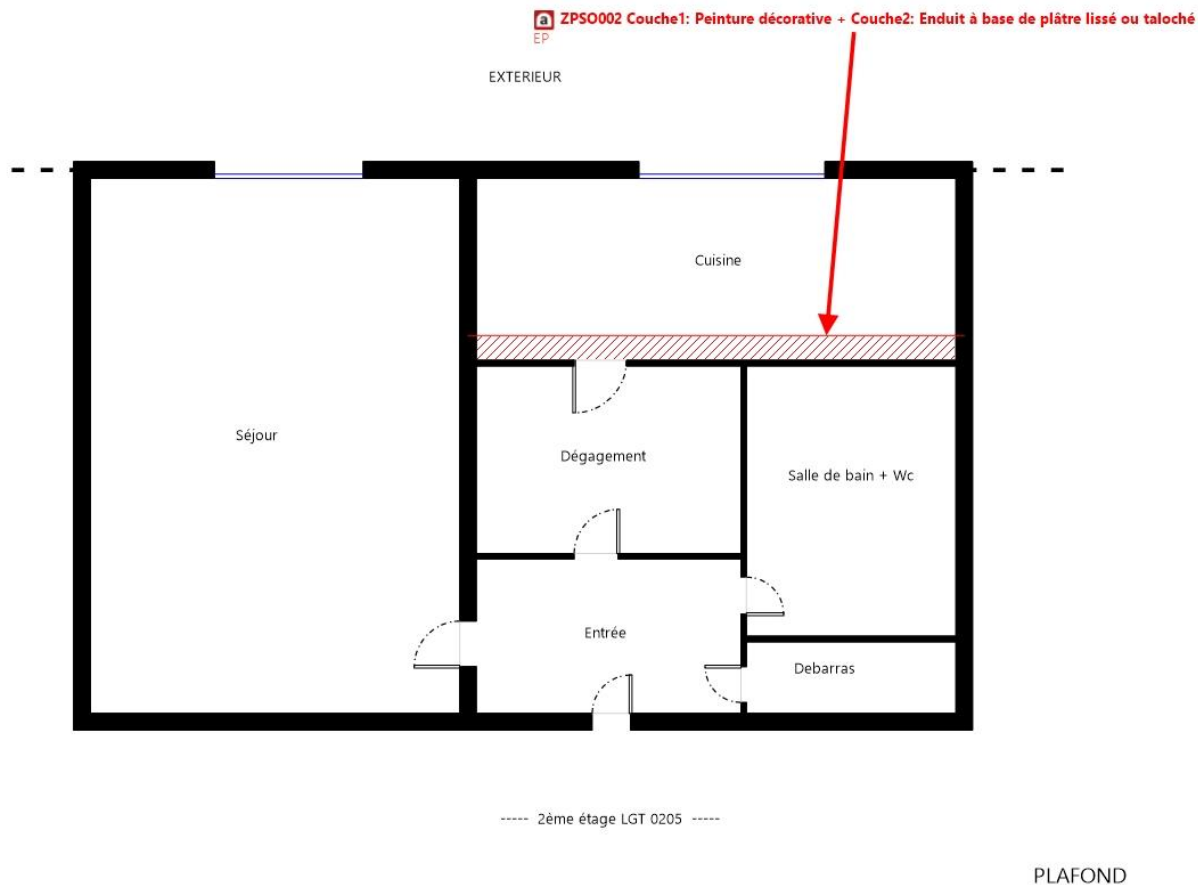 a ZPSO002 Couche1: Peinture décorative + Couche2: Enduit à base de plâtre lissé ou taloché
EP
EXTERIEUR
Cuisine
Séjour
Dégagement
Salle de bain + Wc
Entrée
Debarras
----- 2ème étage LGT 0205 -----
PLAFOND